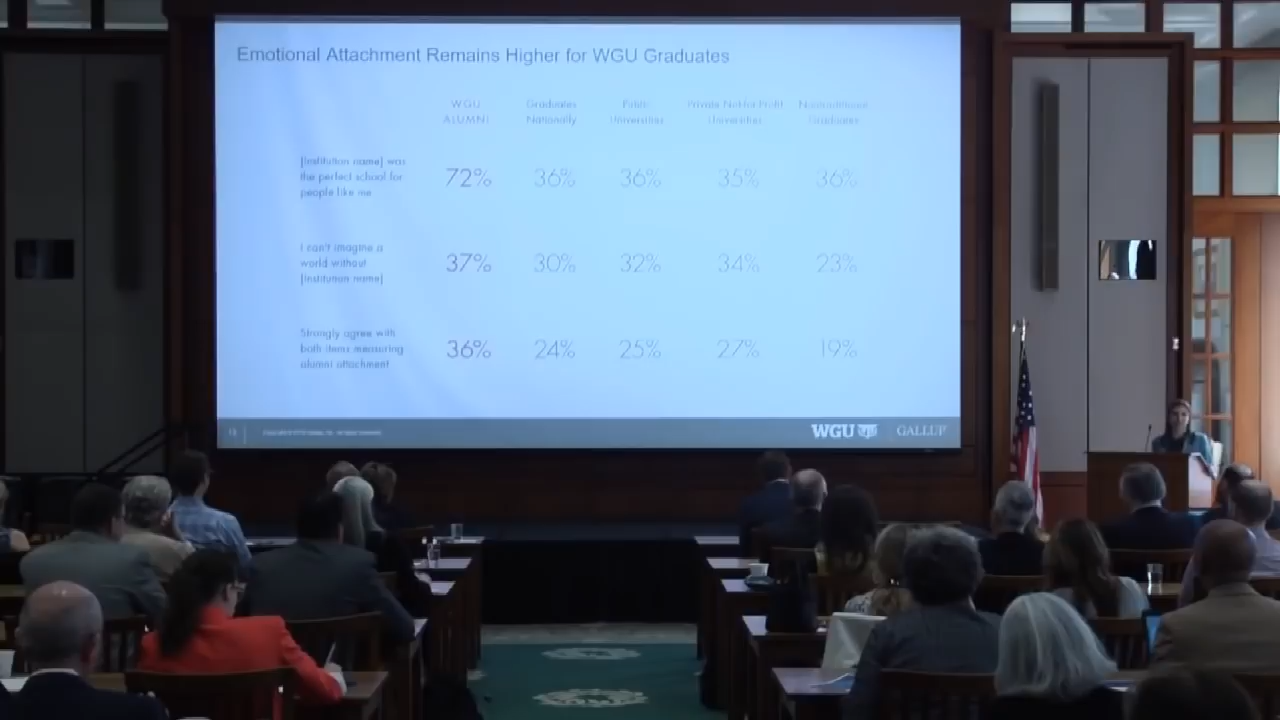 Emotional Attachment Remains Higher for WGU Graduates
WGU Graduates Public Private Not-for-Profit Nontraditional
ALUMNI Nationally Universities Universities Graduates
[Institution name] was
the perfect school for
people like me
72% 36% 36% 35% 36%
I can't imagine a
world without
[Institution name]
37% 30% 32% 34% 23%
Strongly agree with
both items measuring
alumni attachment
36% 24% 25% 27% 19%
WGU GALLUP